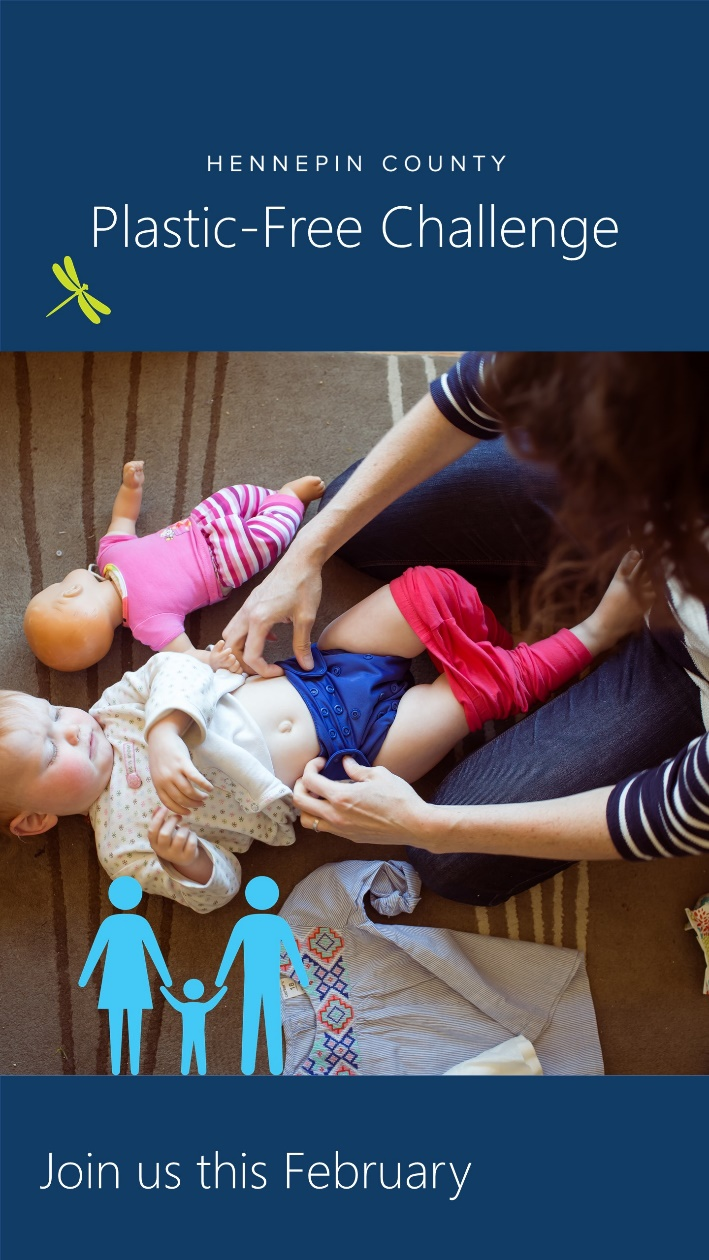 HENNEPIN COUNTY
Plastic-Free Challenge
Join us this February